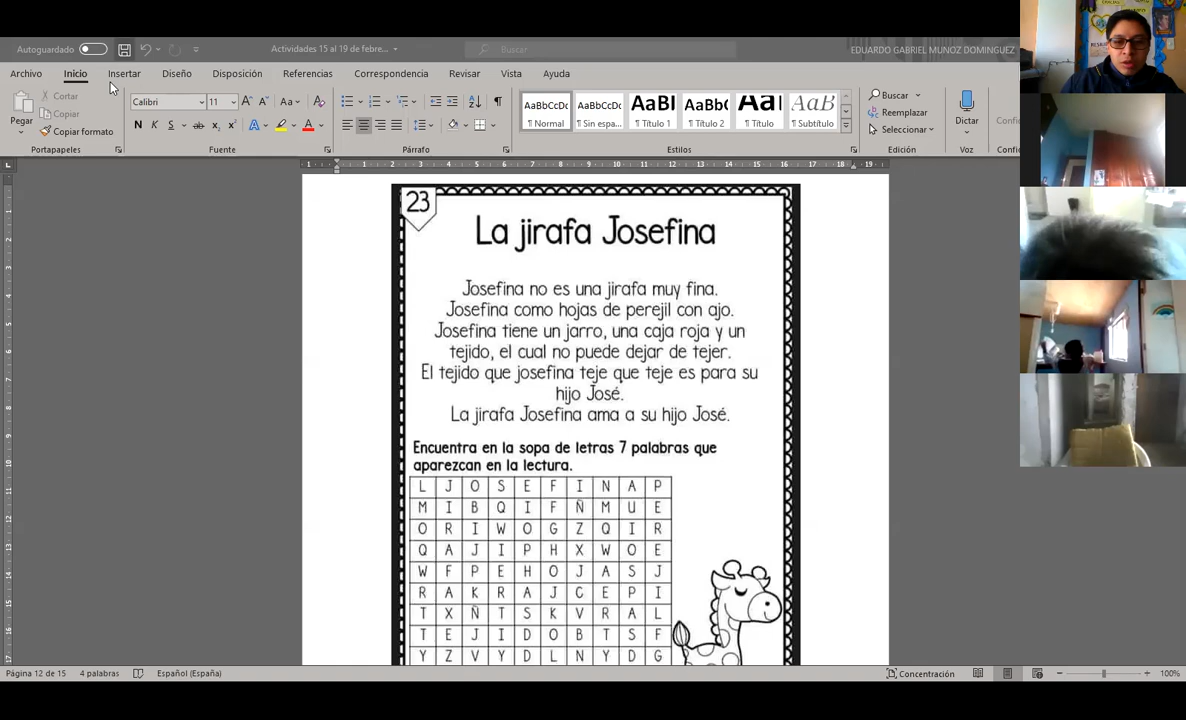 Autoguardado
Actividades 15 al 19 de febre...
Buscar
EDUARDO GABRIEL MUNOZ DOMINGUEZ
Archivo Inicio Insertar Diseño Disposición Referencias Correspondencia Revisar Vista Ayuda
Pegar
Cortar
Copiar
Copiar formato
Portapapeles
Calibri 11
Fuente
Párrafo
AaBbCcDc AaBbCcDc AaBl AaBbC Aal AaB
¶ Normal ¶ Sin espa... ¶ Título 1 ¶ Título 2 ¶ Título ¶ Subtítulo
Estilos
Buscar
Reemplazar
Seleccionar
Edición
Dictar
Voz
Confi
23
La jirafa Josefina
Josefina no es una jirafa muy fina.
Josefina como hojas de perejil con ajo.
Josefina tiene un jarro, una caja roja y un
tejido, el cual no puede dejar de tejer.
El tejido que josefina teje que teje es para su
hijo José.
La jirafa Josefina ama a su hijo José.
Encuentra en la sopa de letras 7 palabras que
aparezcan en la lectura.
L J O S E F I N A P
M I B Q I F Ñ M U E
O R I W O G Z Q I R
Q A J I P H X W O E
W F P E H O J A S J
R A K R A J C E P I
T X Ñ T S K V R A L
T E J I D O B T S F
Y Z V Y D L N Y D G
Página 12 de 15 4 palabras Español (España)
Concentración
100%